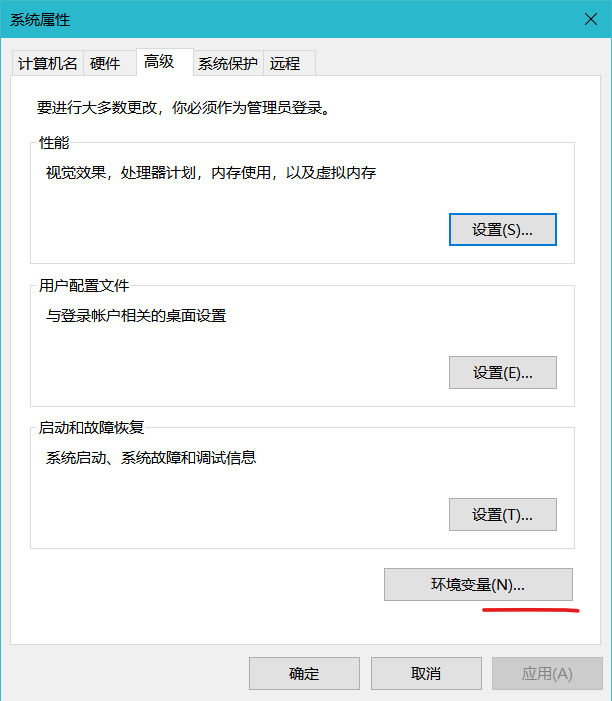 系统属性
计算机名 硬件 高级 系统保护 远程
要进行大多数更改，你必须作为管理员登录。
性能
视觉效果，处理器计划，内存使用，以及虚拟内存
设置(S)...
用户配置文件
与登录帐户相关的桌面设置
设置(E)...
启动和故障恢复
系统启动、系统故障和调试信息
设置(T)...
环境变量(N)...
确定 取消 应用(A)